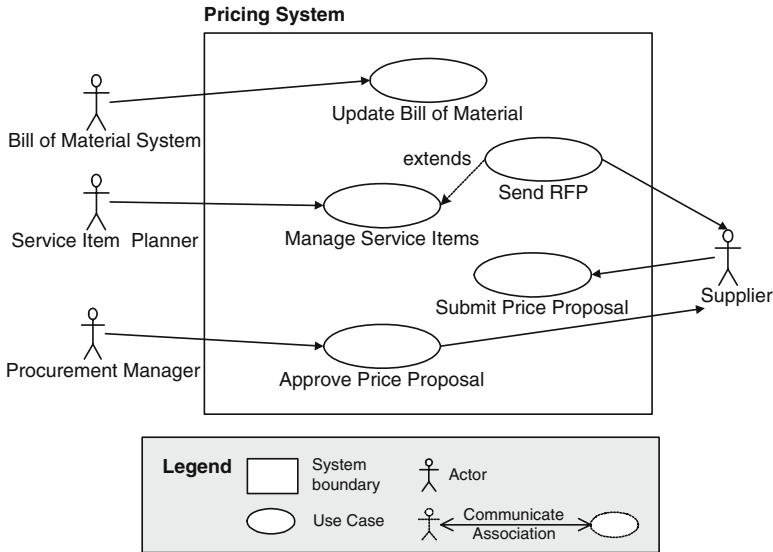 Pricing System
Update Bill of Material
Bill of Material System
extends
Send RFP
Service Item Planner
Manage Service Items
Submit Price Proposal
Supplier
Procurement Manager
Approve Price Proposal
Legend
System
boundary
Actor
Use Case
Communicate
Association